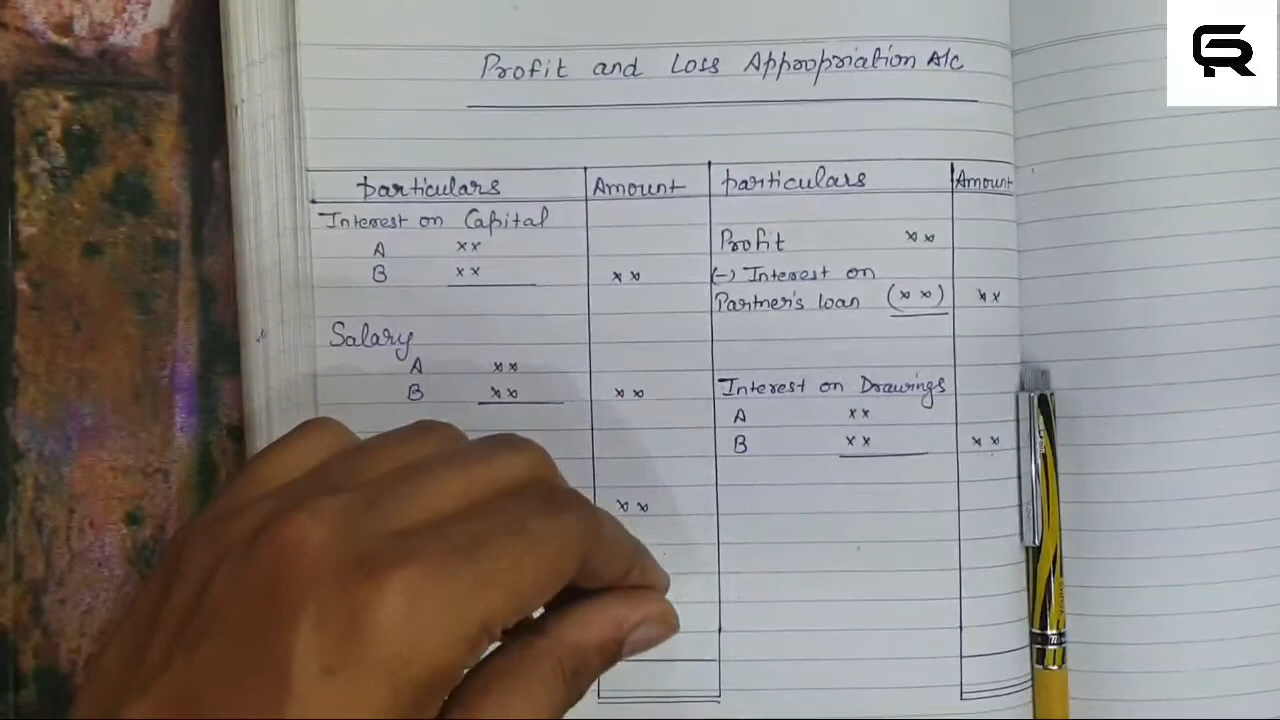 Profit and Loss Appropriation A/c
Particulars Amount Particulars Amount
Interest on Capital
A xx
B xx xx
Salary
A xx
B xx xx
xx
Profit xx
(-) Interest on
Partner's loan (xx) xx
Interest on Drawings
A xx
B xx xx